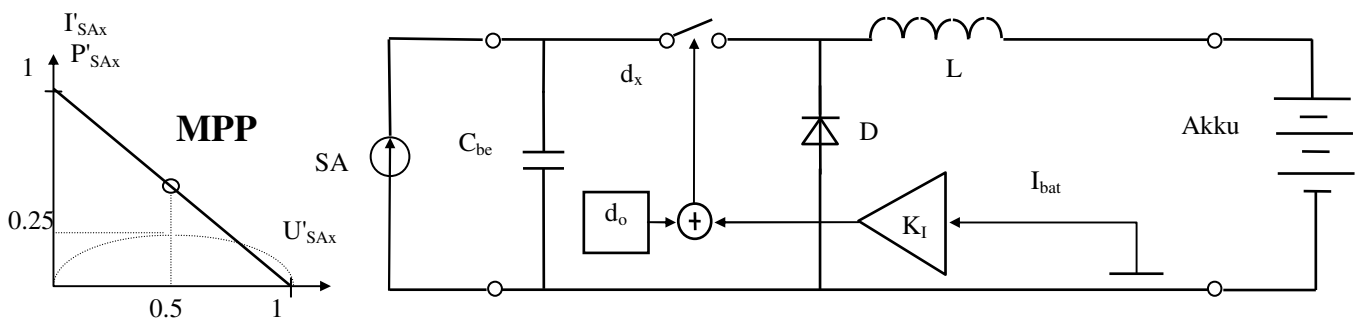 I'SAx
P'SAx
1
MPP
0.25
U'SAx
0.5
1
SA
Cbe
dx
do
+
D
L
KI
Ibat
Akku